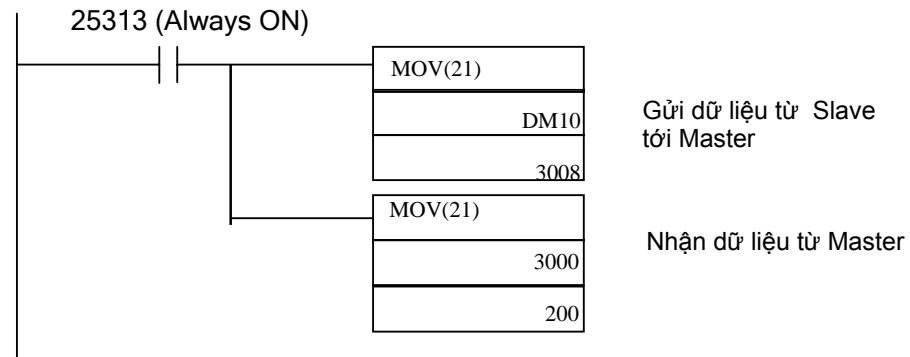 25313 (Always ON)
MOV(21)
DM10
3008
Gửi dữ liệu từ Slave
tới Master
MOV(21)
3000
200
Nhận dữ liệu từ Master